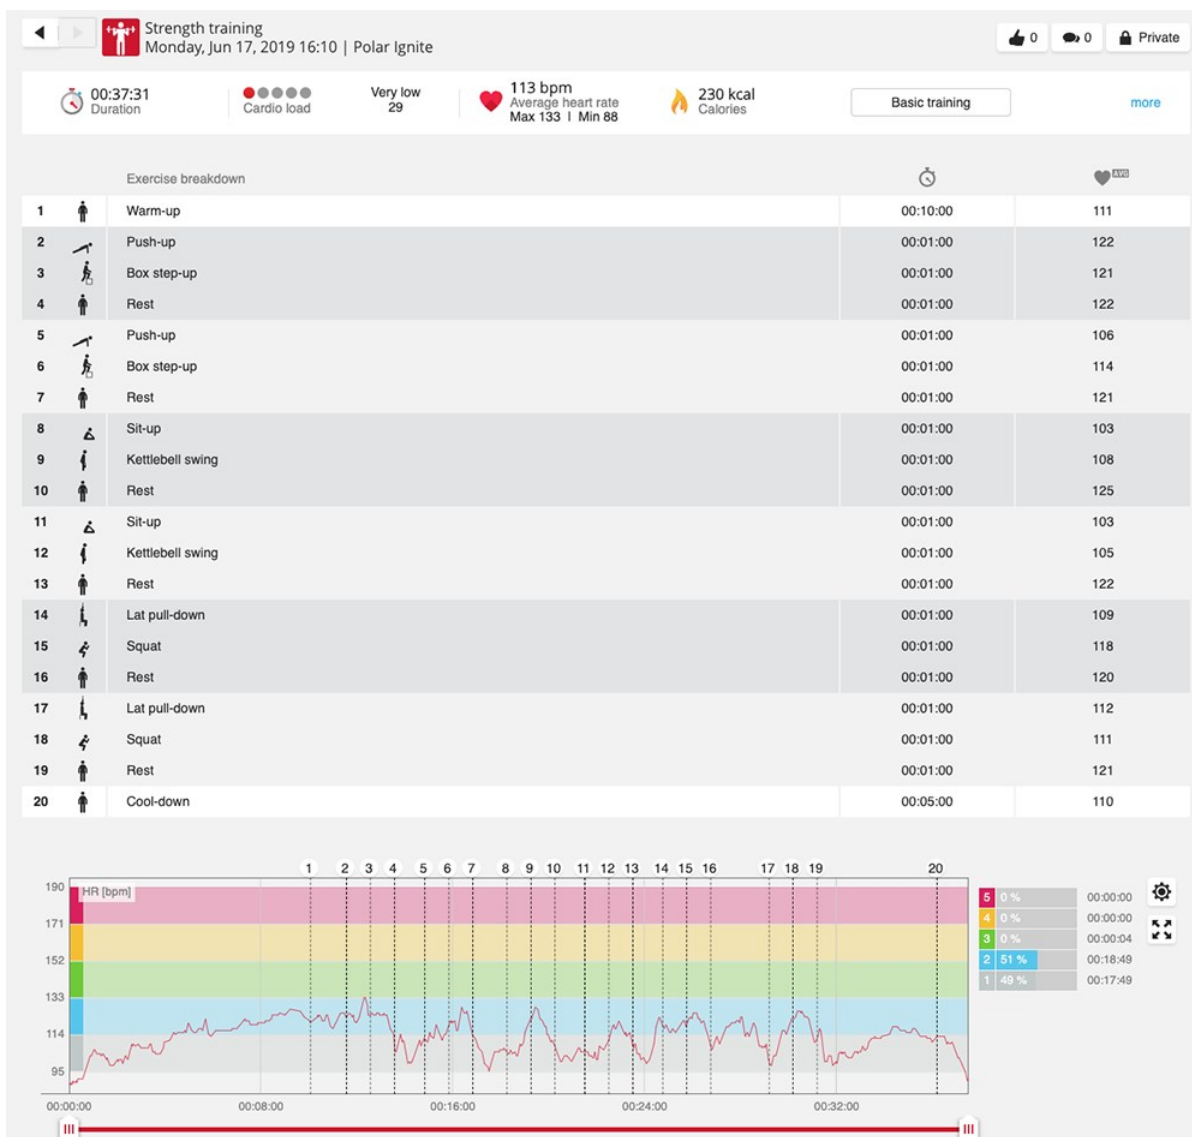 Strength training
Monday, Jun 17, 2019 16:10 | Polar Ignite
0
0
Private
00:37:31
Duration
Cardio load
Very low
29
113 bpm
Average heart rate
Max 133 | Min 88
230 kcal
Calories
Basic training
more
Exercise breakdown
AVG
1 Warm-up 00:10:00 111
2 Push-up 00:01:00 122
3 Box step-up 00:01:00 121
4 Rest 00:01:00 122
5 Push-up 00:01:00 106
6 Box step-up 00:01:00 114
7 Rest 00:01:00 121
8 Sit-up 00:01:00 103
9 Kettlebell swing 00:01:00 108
10 Rest 00:01:00 125
11 Sit-up 00:01:00 103
12 Kettlebell swing 00:01:00 105
13 Rest 00:01:00 122
14 Lat pull-down 00:01:00 109
15 Squat 00:01:00 118
16 Rest 00:01:00 120
17 Lat pull-down 00:01:00 112
18 Squat 00:01:00 111
19 Rest 00:01:00 121
20 Cool-down 00:05:00 110
1 2 3 4 5 6 7 8 9 10 11 12 13 14 15 16 17 18 19 20
HR [bpm]
190
171
152
133
114
95
5 0 % 00:00:00
4 0 % 00:00:00
3 0 % 00:00:04
2 51 % 00:18:49
1 49 % 00:17:49
00:00:00 00:08:00 00:16:00 00:24:00 00:32:00